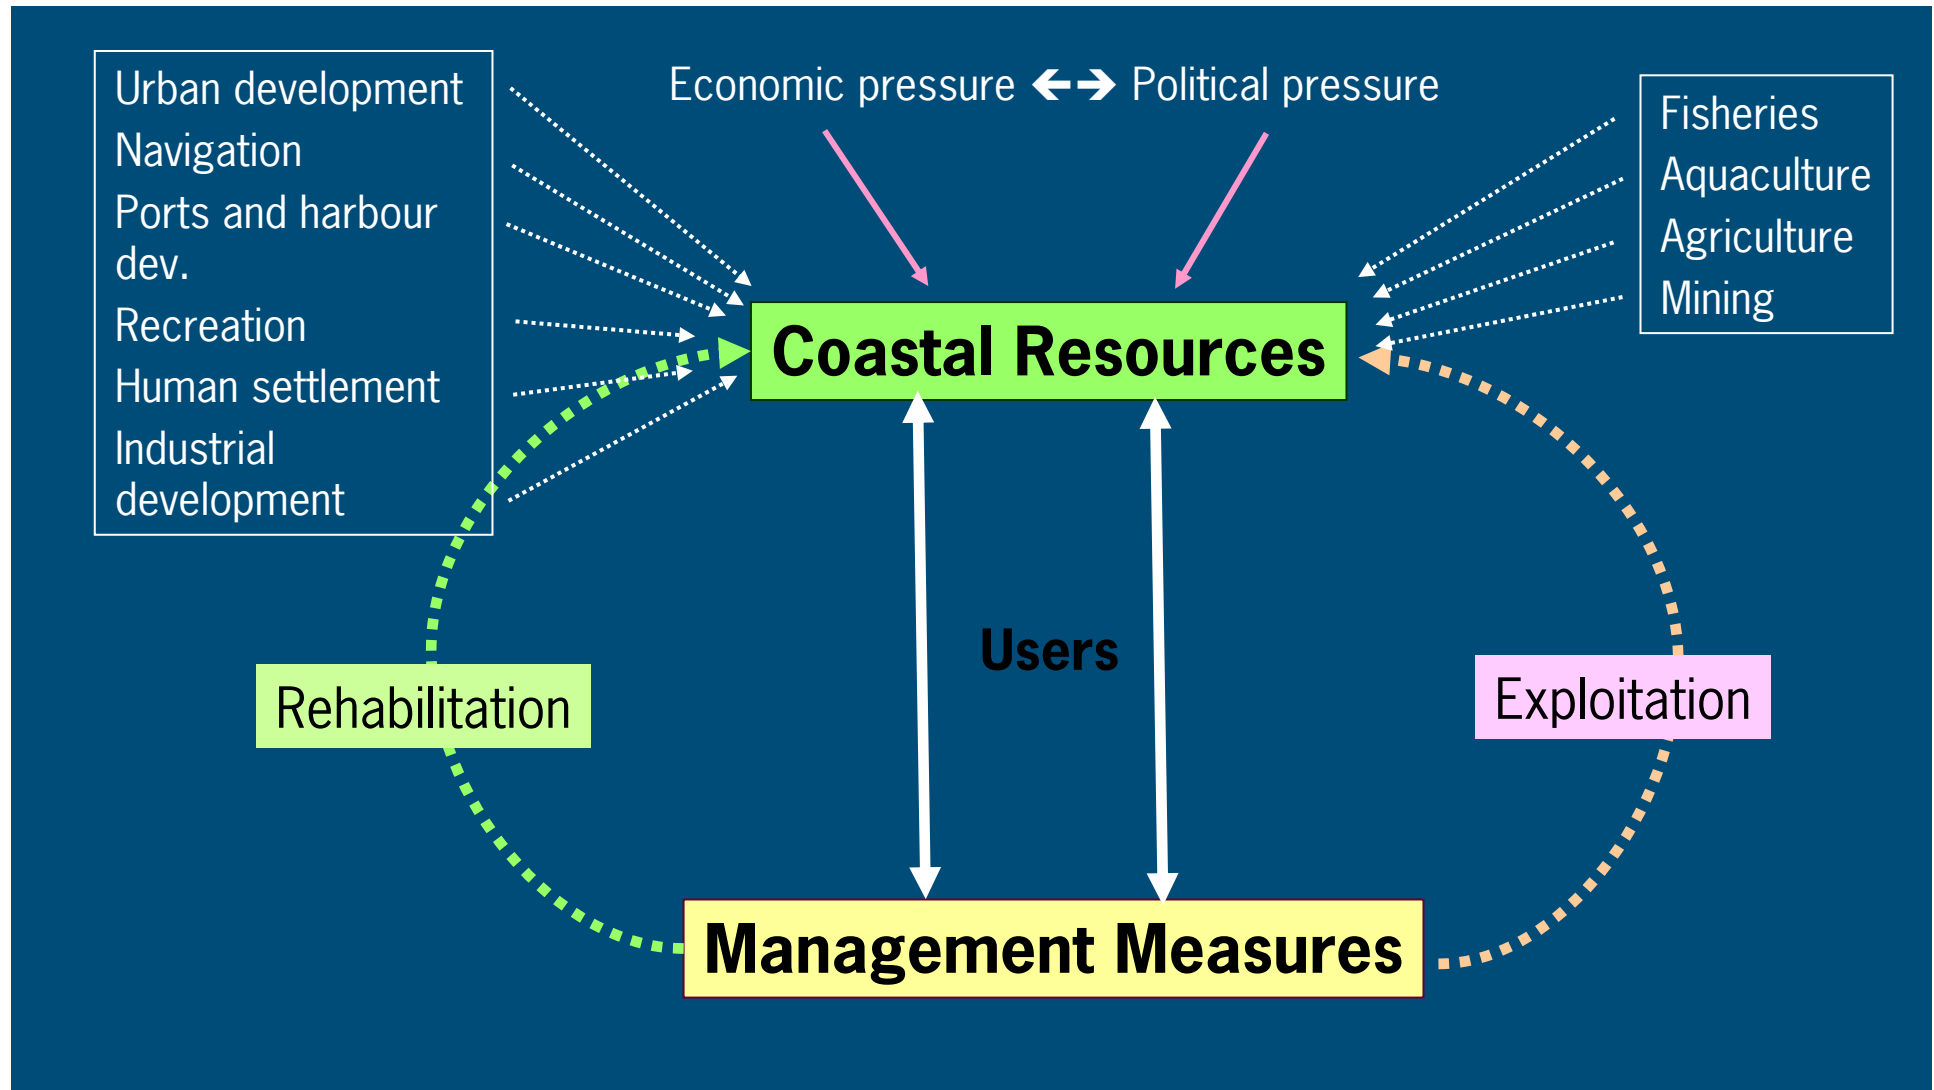 Urban development
Navigation
Ports and harbour
dev.
Recreation
Human settlement
Industrial
development
Economic pressure 🡨🡪 Political pressure
Fisheries
Aquaculture
Agriculture
Mining
Coastal Resources
Users
Rehabilitation
Exploitation
Management Measures